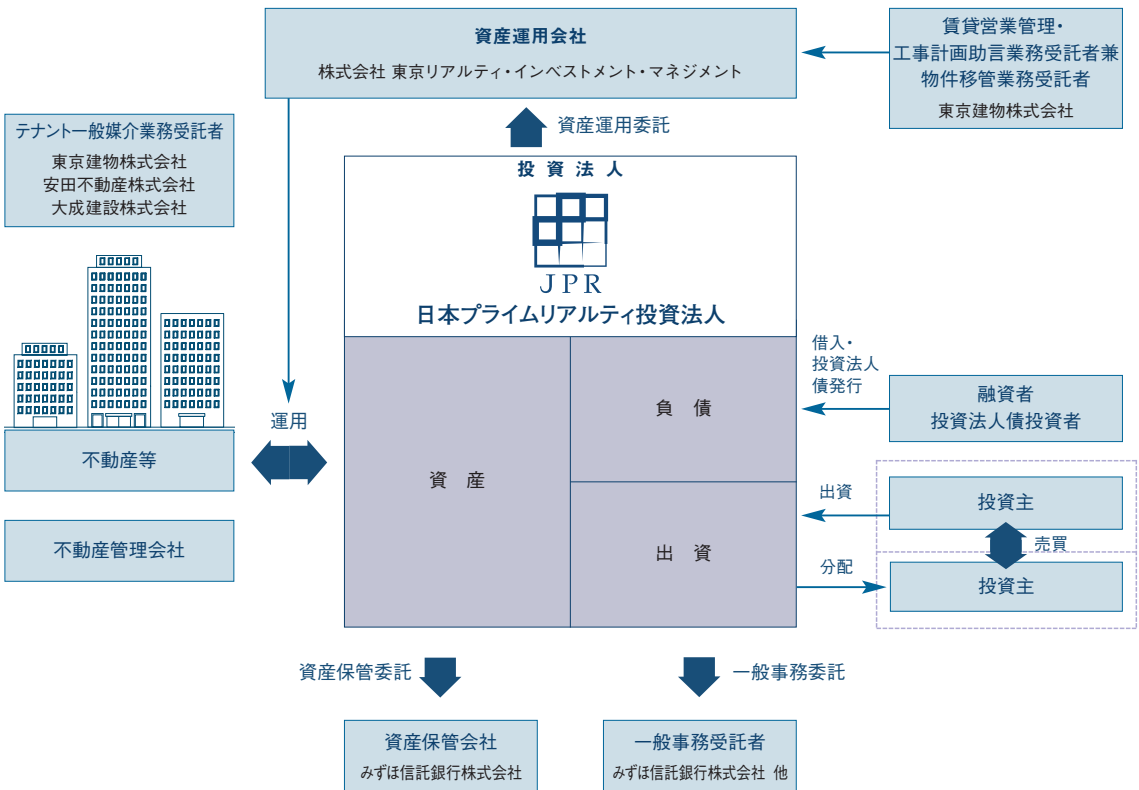 資産運用会社
株式会社 東京リアルティ・インベストメント・マネジメント
賃貸営業管理・
工事計画助言業務受託者兼
物件移管業務受託者
東京建物株式会社
資産運用委託
テナント一般媒介業務受託者
東京建物株式会社
安田不動産株式会社
大成建設株式会社
投資法人
JPR
日本プライムリアルティ投資法人
借入・
投資法人
債発行
融資者
投資法人債投資者
運用
不動産等
不動産管理会社
資産
負債
出資
出資
投資主
売買
分配
投資主
資産保管委託
一般事務委託
資産保管会社
みずほ信託銀行株式会社
一般事務受託者
みずほ信託銀行株式会社 他